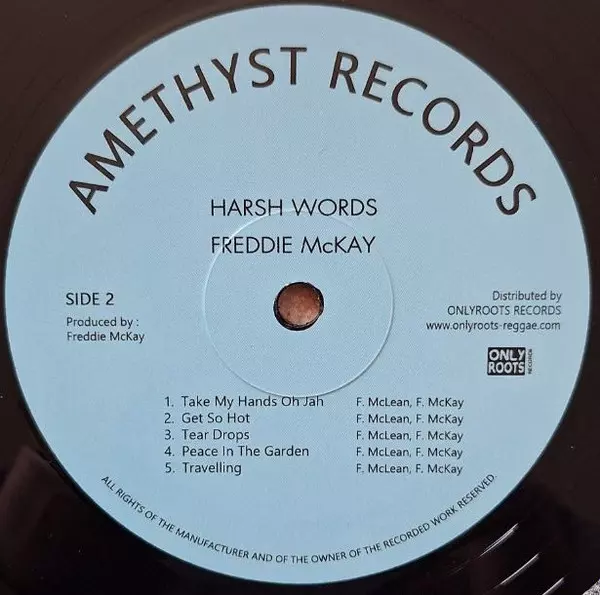 AMETHYST RECORDS
HARSH WORDS
FREDDIE McKAY
SIDE 2
Produced by :
Freddie McKay
Distributed by
ONLYROOTS RECORDS
www.onlyroots-reggae.com
ONLY
ROOTS
RECORDS
1. Take My Hands Oh Jah F. McLean, F. McKay
2. Get So Hot F. McLean, F. McKay
3. Tear Drops F. McLean, F. McKay
4. Peace In The Garden F. McLean, F. McKay
5. Travelling F. McLean, F. McKay
ALL RIGHTS OF THE MANUFACTURER AND OF THE OWNER OF THE RECORDED WORK RESERVED.